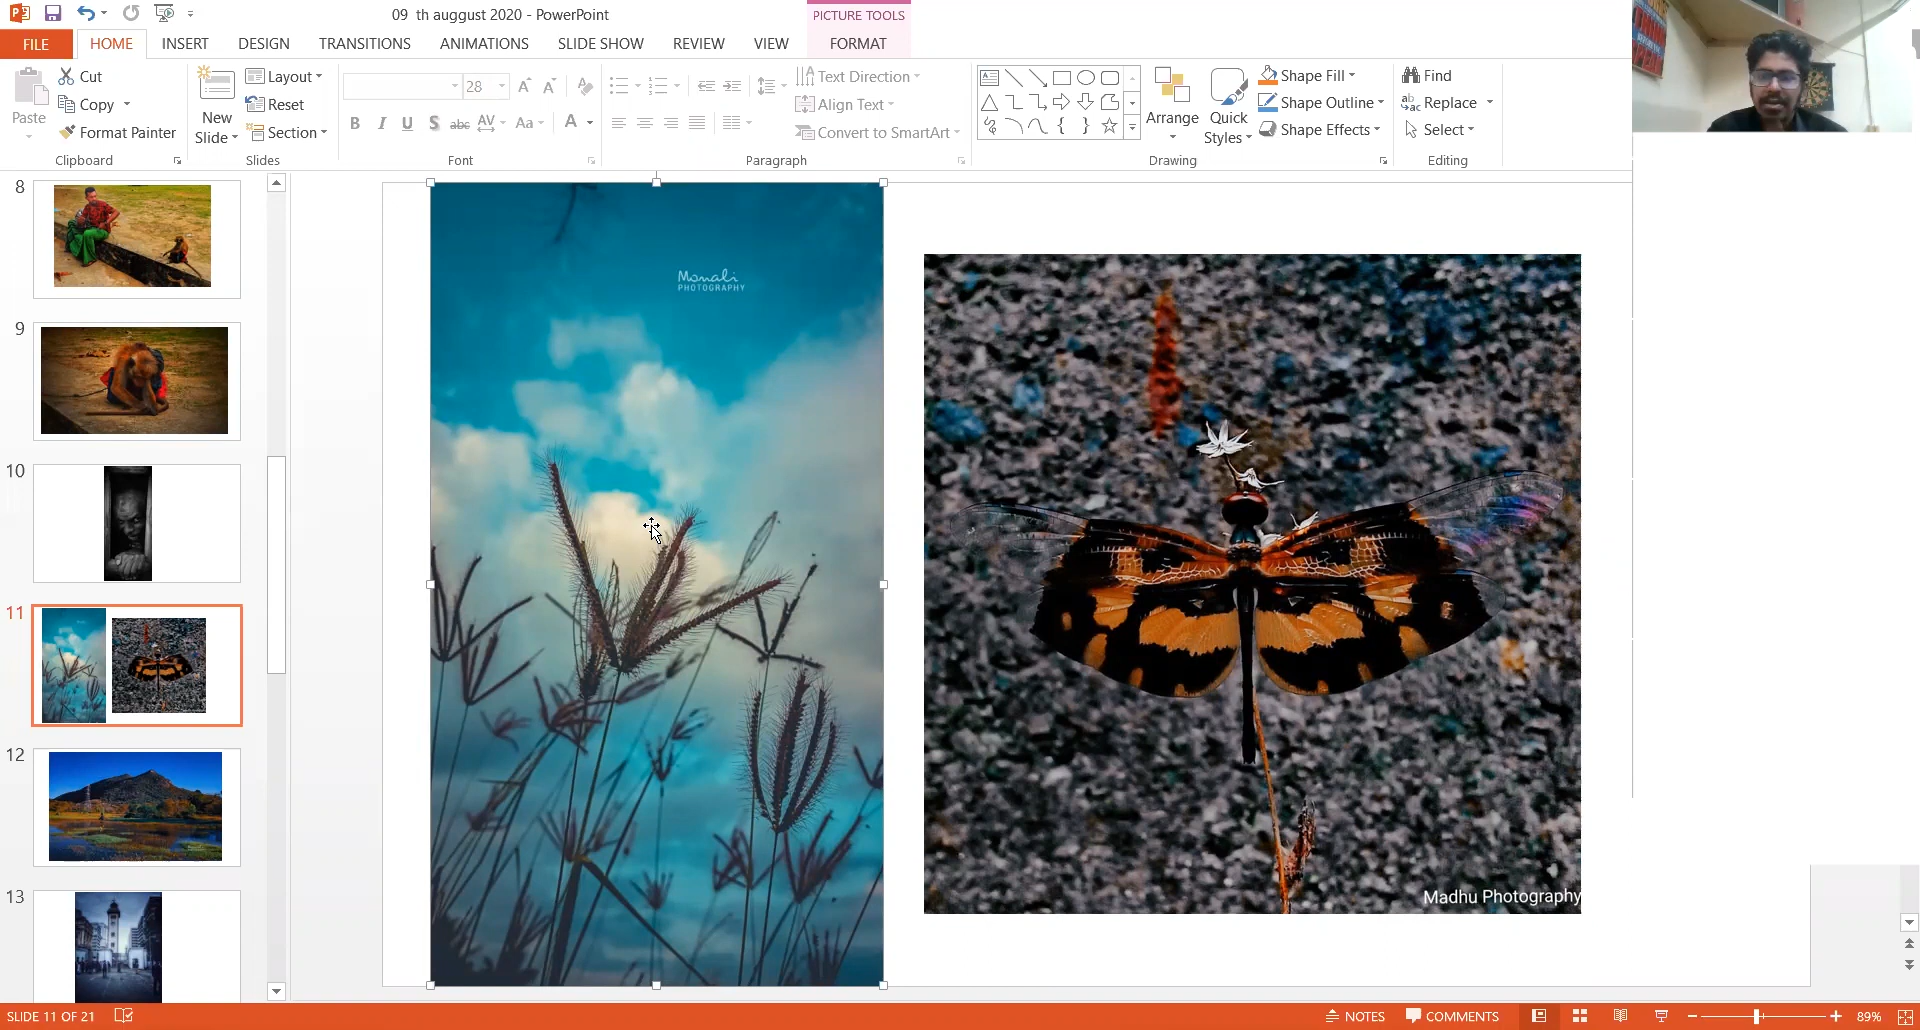 09 th auggust 2020 - PowerPoint
PICTURE TOOLS
FILE
HOME
INSERT
DESIGN
TRANSITIONS
ANIMATIONS
SLIDE SHOW
REVIEW
VIEW
FORMAT
Paste
Cut
Copy
Format Painter
Clipboard
New
Slide
Layout
Reset
Section
Slides
28
B I U S abc AV Aa A
Font
Text Direction
Align Text
Convert to SmartArt
Paragraph
Arrange
Quick
Styles
Shape Fill
Shape Outline
Shape Effects
Drawing
Find
Replace
Select
Editing
8
9
10
11
12
13
Monali
PHOTOGRAPHY
Madhu Photography
SLIDE 11 OF 21
NOTES
COMMENTS
89%